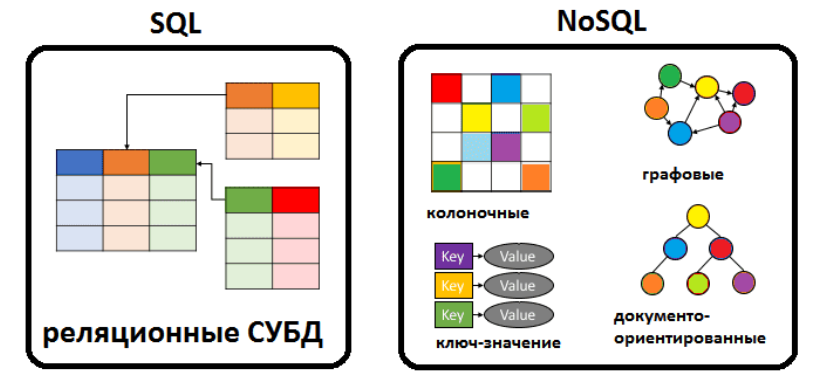 SQL
NoSQL
реляционные СУБД
колоночные
графовые
Key
Value
Key
Value
Key
Value
ключ-значение
документо-
ориентированные